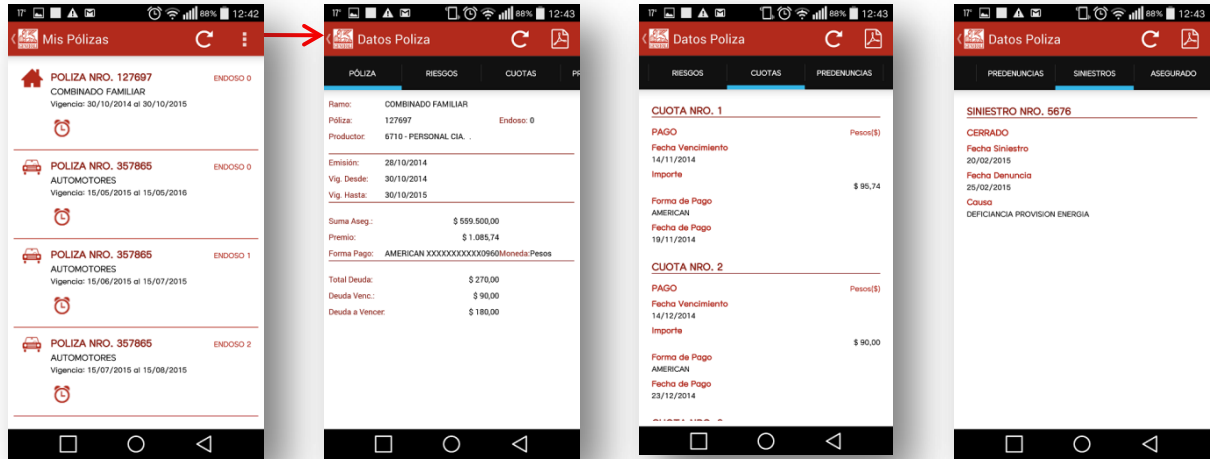 17° 88% 12:42
Mis Pólizas
POLIZA NRO. 127697 ENDOSO 0
COMBINADO FAMILIAR
Vigencia: 30/10/2014 al 30/10/2015
POLIZA NRO. 357865 ENDOSO 0
AUTOMOTORES
Vigencia: 15/05/2015 al 15/05/2016
POLIZA NRO. 357865 ENDOSO 1
AUTOMOTORES
Vigencia: 15/06/2015 al 15/07/2015
POLIZA NRO. 357865 ENDOSO 2
AUTOMOTORES
Vigencia: 15/07/2015 al 15/08/2015
17° 88% 12:43
Datos Poliza
PÓLIZA RIESGOS CUOTAS PR
Ramo: COMBINADO FAMILIAR
Póliza: 127697 Endoso: 0
Productor: 6710 - PERSONAL CIA. .
Emisión: 28/10/2014
Vig. Desde: 30/10/2014
Vig. Hasta: 30/10/2015
Suma Aseg.: $ 559.500,00
Premio: $ 1.085,74
Forma Pago: AMERICAN XXXXXXXXXXX0960Moneda:Pesos
Total Deuda: $ 270,00
Deuda Venc.: $ 90,00
Deuda a Vencer: $ 180,00
17° 88% 12:43
Datos Poliza
RIESGOS CUOTAS PREDENUNCIAS
CUOTA NRO. 1
PAGO Pesos($)
Fecha Vencimiento
14/11/2014
Importe
$ 95,74
Forma de Pago
AMERICAN
Fecha de Pago
19/11/2014
CUOTA NRO. 2
PAGO Pesos($)
Fecha Vencimiento
14/12/2014
Importe
$ 90,00
Forma de Pago
AMERICAN
Fecha de Pago
23/12/2014
17° 88% 12:43
Datos Poliza
PREDENUNCIAS SINIESTROS ASEGURADO
SINIESTRO NRO. 5676
CERRADO
Fecha Siniestro
20/02/2015
Fecha Denuncia
25/02/2015
Causa
DEFICIANCIA PROVISION ENERGIA